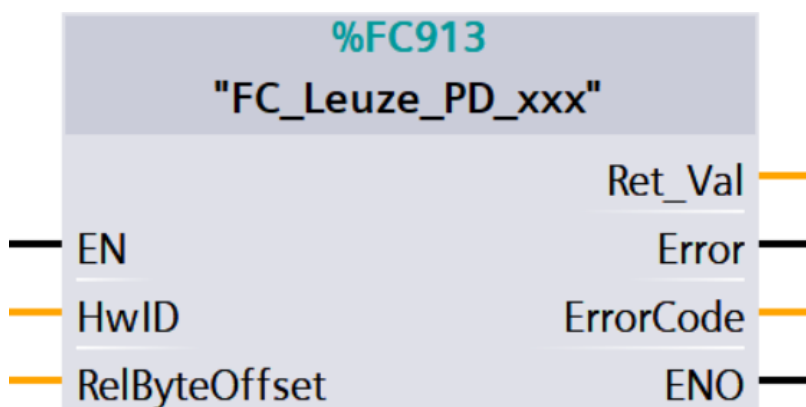 %FC913
"FC_Leuze_PD_xxx"
Ret_Val
EN Error
HwID ErrorCode
RelByteOffset ENO